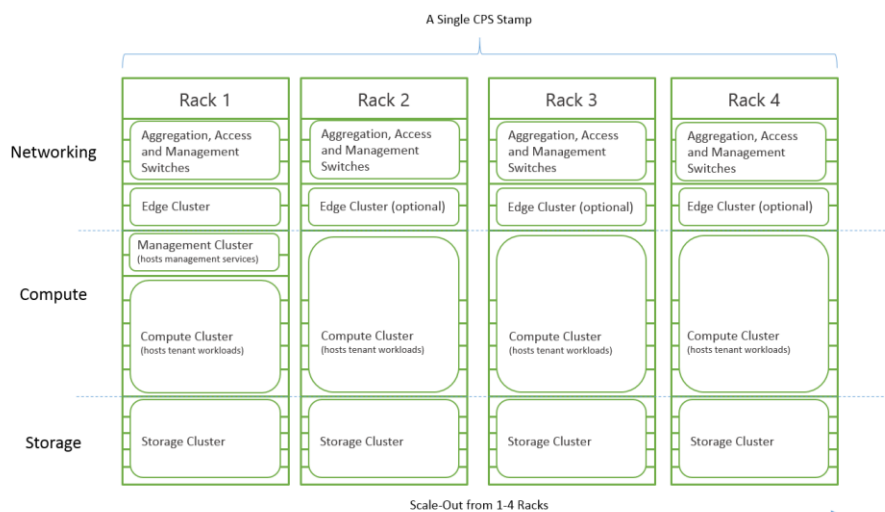 A Single CPS Stamp
Rack 1
Rack 2
Rack 3
Rack 4
Networking
Aggregation, Access
and Management
Switches
Aggregation, Access
and Management
Switches
Aggregation, Access
and Management
Switches
Aggregation, Access
and Management
Switches
Edge Cluster
Edge Cluster (optional)
Edge Cluster (optional)
Edge Cluster (optional)
Compute
Management Cluster
(hosts management services)
Compute Cluster
(hosts tenant workloads)
Compute Cluster
(hosts tenant workloads)
Compute Cluster
(hosts tenant workloads)
Compute Cluster
(hosts tenant workloads)
Storage
Storage Cluster
Storage Cluster
Storage Cluster
Storage Cluster
Scale-Out from 1-4 Racks